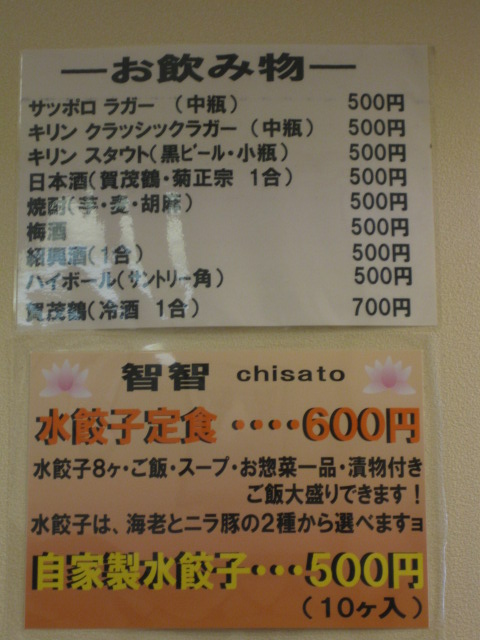 ーお飲み物ー
サッポロ ラガー （中瓶） 500円
キリン クラッシックラガー（中瓶） 500円
キリン スタウト（黒ビール・小瓶） 500円
日本酒（賀茂鶴・菊正宗 1合） 500円
焼酎（芋・麦・胡麻） 500円
梅酒 500円
紹興酒（1合） 500円
ハイボール（サントリー角） 500円
賀茂鶴（冷酒 1合） 700円
智智 chisato
水餃子定食 ････600円
水餃子8ヶ・ご飯・スープ・お惣菜一品・漬物付き
ご飯大盛りできます！
水餃子は、海老とニラ豚の2種から選べますョ
自家製水餃子･･･500円
（10ヶ入）